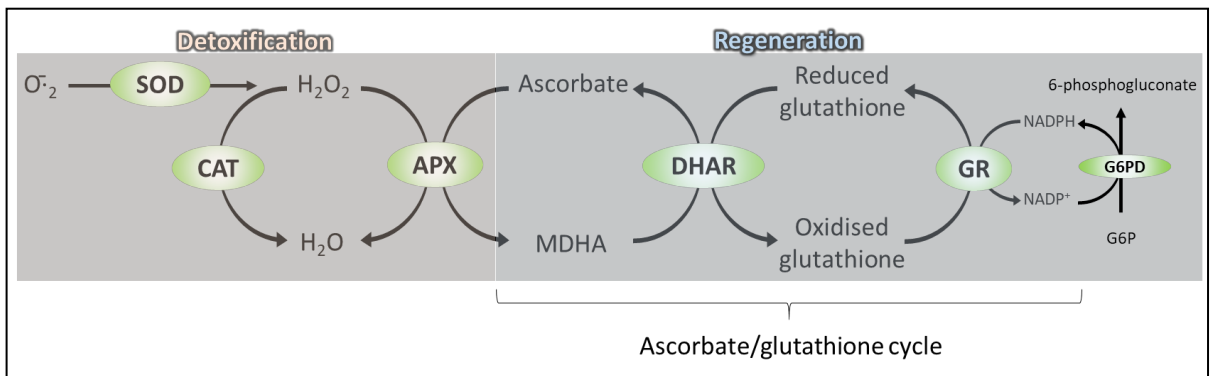 Detoxification
Regeneration
O·̄₂
SOD
H₂O₂
CAT
APX
H₂O
Ascorbate
MDHA
DHAR
Reduced
glutathione
Oxidised
glutathione
GR
6-phosphogluconate
NADPH
G6PD
NADP⁺
G6P
Ascorbate/glutathione cycle